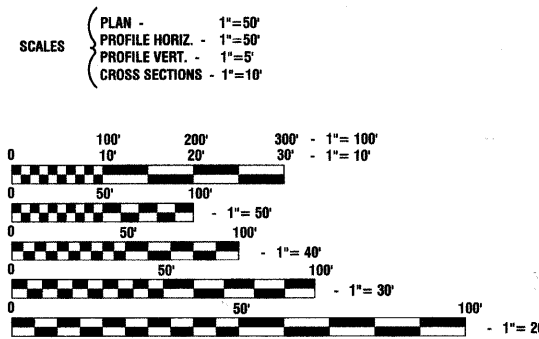 PLAN - 1"=50'
PROFILE HORIZ. - 1"=50'
SCALES
PROFILE VERT. - 1"=5'
CROSS SECTIONS - 1"=10'
100' 200' 300' - 1"= 100'
0 10' 20' 30' - 1"= 10'
0 50' 100'
- 1"= 50'
0 50' 100'
- 1"= 40'
0 50' 100'
- 1"= 30'
0 50' 100'
- 1"= 20